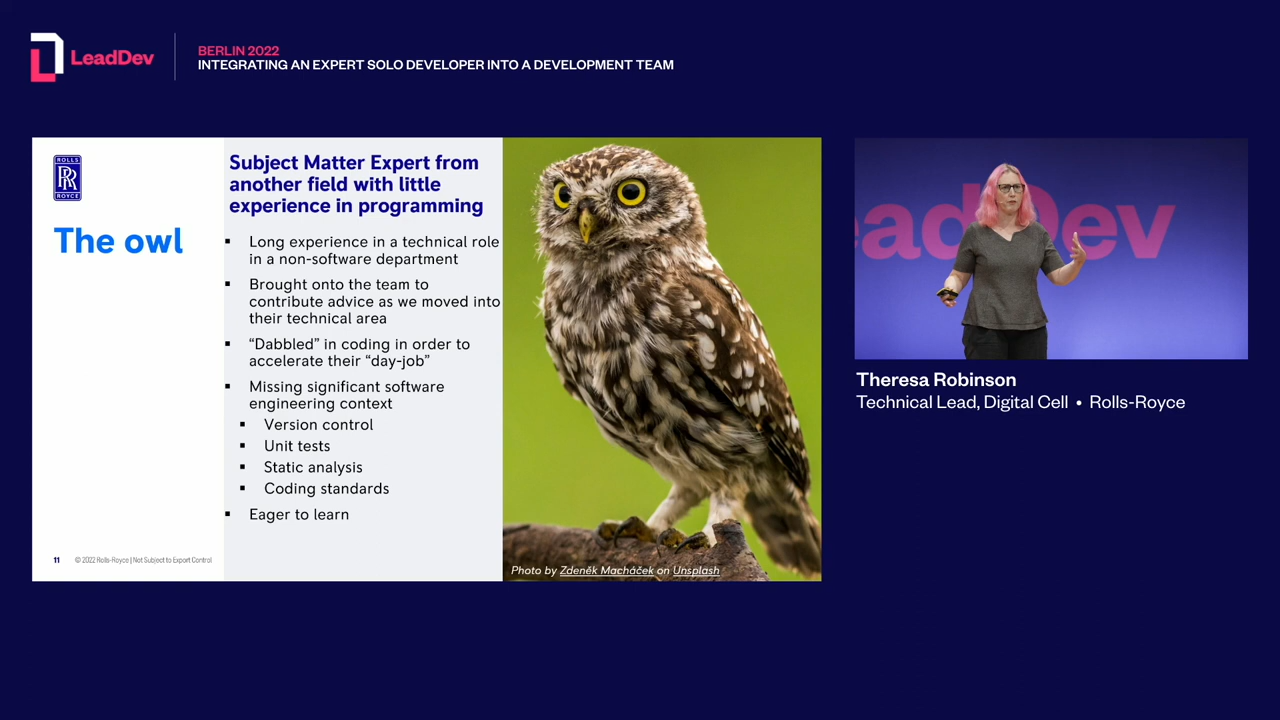 LeadDev
BERLIN 2022
INTEGRATING AN EXPERT SOLO DEVELOPER INTO A DEVELOPMENT TEAM
ROLLS
RR
ROYCE
The owl
Subject Matter Expert from
another field with little
experience in programming
▪ Long experience in a technical role
in a non-software department
▪ Brought onto the team to
contribute advice as we moved into
their technical area
▪ “Dabbled” in coding in order to
accelerate their “day-job”
▪ Missing significant software
engineering context
▪ Version control
▪ Unit tests
▪ Static analysis
▪ Coding standards
▪ Eager to learn
11 © 2022 Rolls-Royce | Not Subject to Export Control
Photo by Zdeněk Macháček on Unsplash
eadDev
Theresa Robinson
Technical Lead, Digital Cell • Rolls-Royce